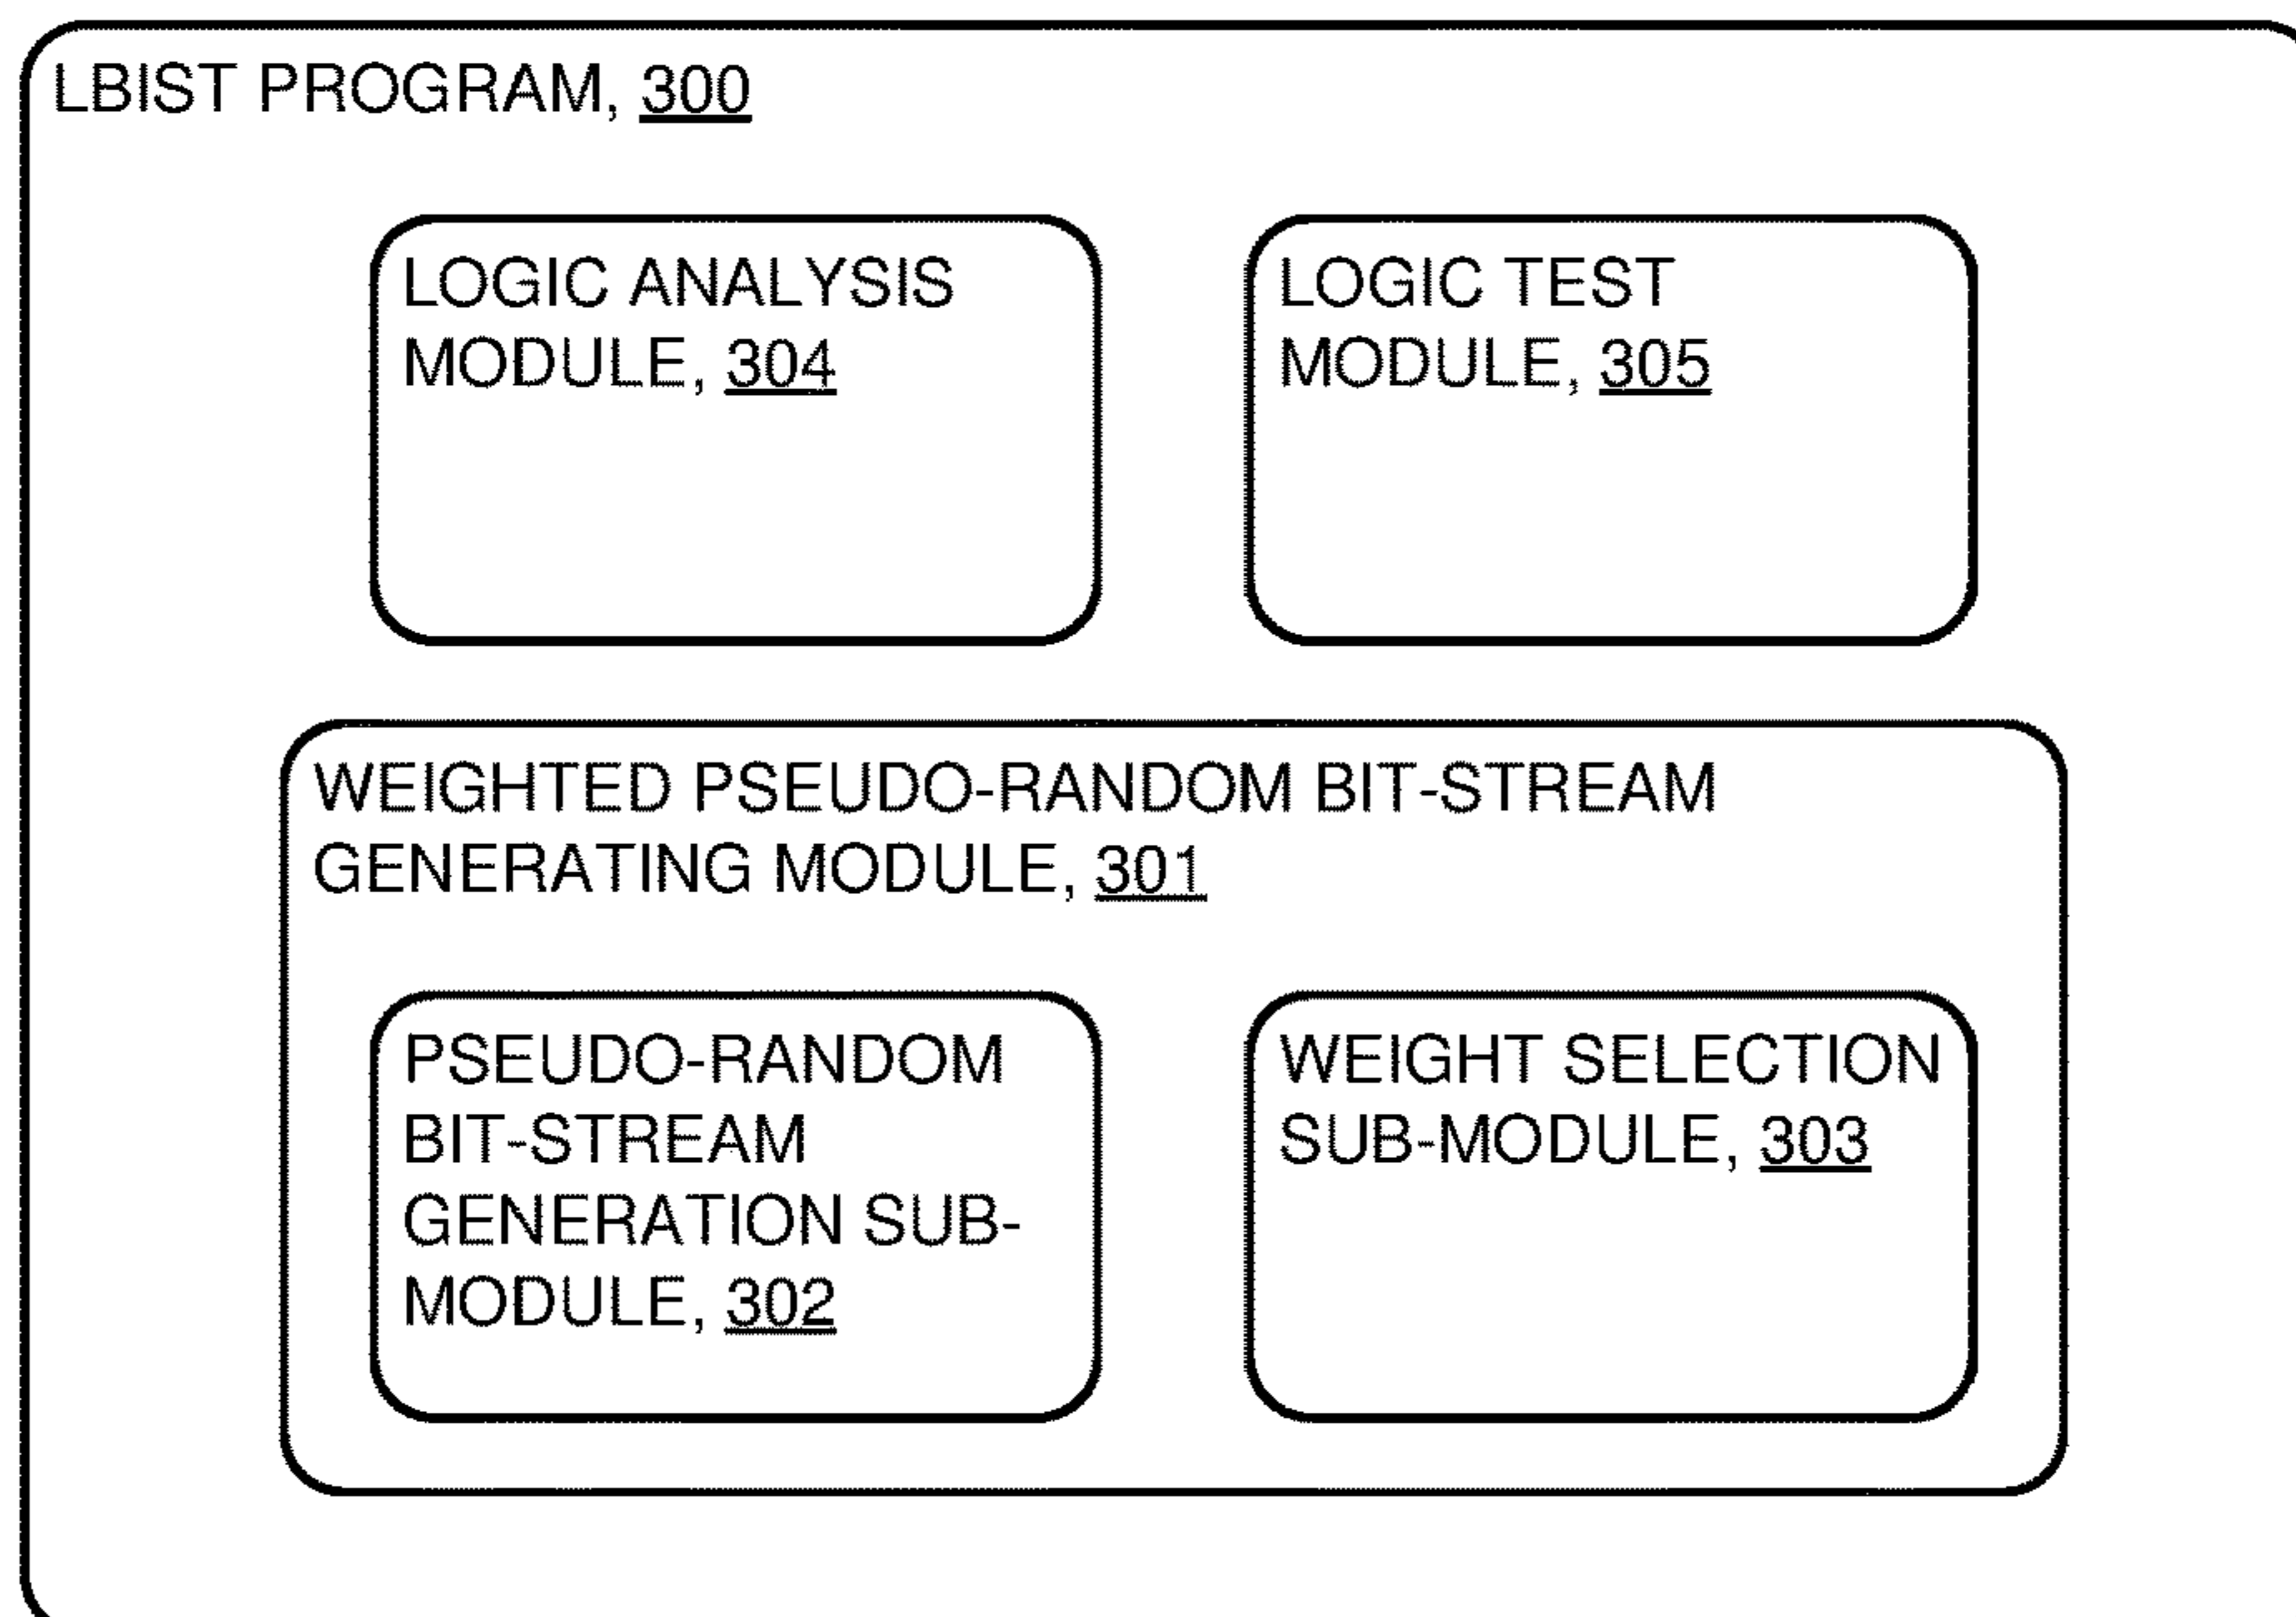 LBIST PROGRAM, 300
LOGIC ANALYSIS
MODULE, 304
LOGIC TEST
MODULE, 305
WEIGHTED PSEUDO-RANDOM BIT-STREAM
GENERATING MODULE, 301
PSEUDO-RANDOM
BIT-STREAM
GENERATION SUB-
MODULE, 302
WEIGHT SELECTION
SUB-MODULE, 303